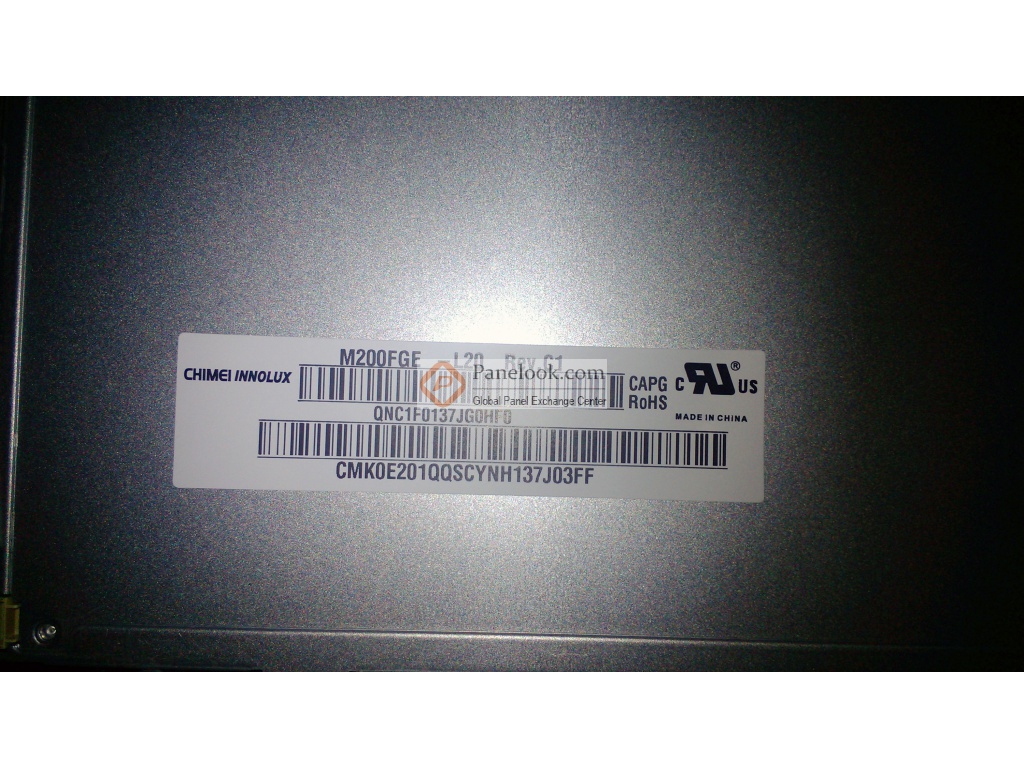 M200FGE - L20 Rev.C1
CHIMEI INNOLUX
Panelook.com
Global Panel Exchange Center
CAPG
RoHS
C RU® US
MADE IN CHINA
QNC1F0137JG0HF0
CMK0E201QQSCYNH137J03FF